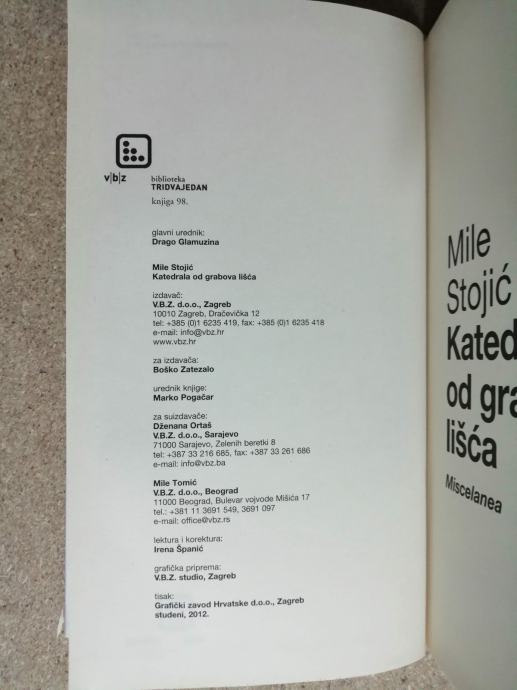 v|b|z
biblioteka
TRIDVAJEDAN
knjiga 98.
glavni urednik:
Drago Glamuzina
Mile Stojić
Katedrala od grabova lišća
izdavač:
V.B.Z. d.o.o., Zagreb
10010 Zagreb, Dračevička 12
tel: +385 (0)1 6235 419, fax: +385 (0)1 6235 418
e-mail: info@vbz.hr
www.vbz.hr
za izdavača:
Boško Zatezalo
urednik knjige:
Marko Pogačar
za suizdavače:
Dženana Ortaš
V.B.Z. d.o.o., Sarajevo
71000 Sarajevo, Zelenih beretki 8
tel: +387 33 216 685, fax: +387 33 261 686
e-mail: info@vbz.ba
Mile Tomić
V.B.Z. d.o.o., Beograd
11000 Beograd, Bulevar vojvode Mišića 17
tel.: +381 11 3691 549, 3691 097
e-mail: office@vbz.rs
lektura i korektura:
Irena Španić
grafička priprema:
V.B.Z. studio, Zagreb
tisak:
Grafički zavod Hrvatske d.o.o., Zagreb
studeni, 2012.
Mile
Stojić
Kated
od gra
lišća
Miscelanea